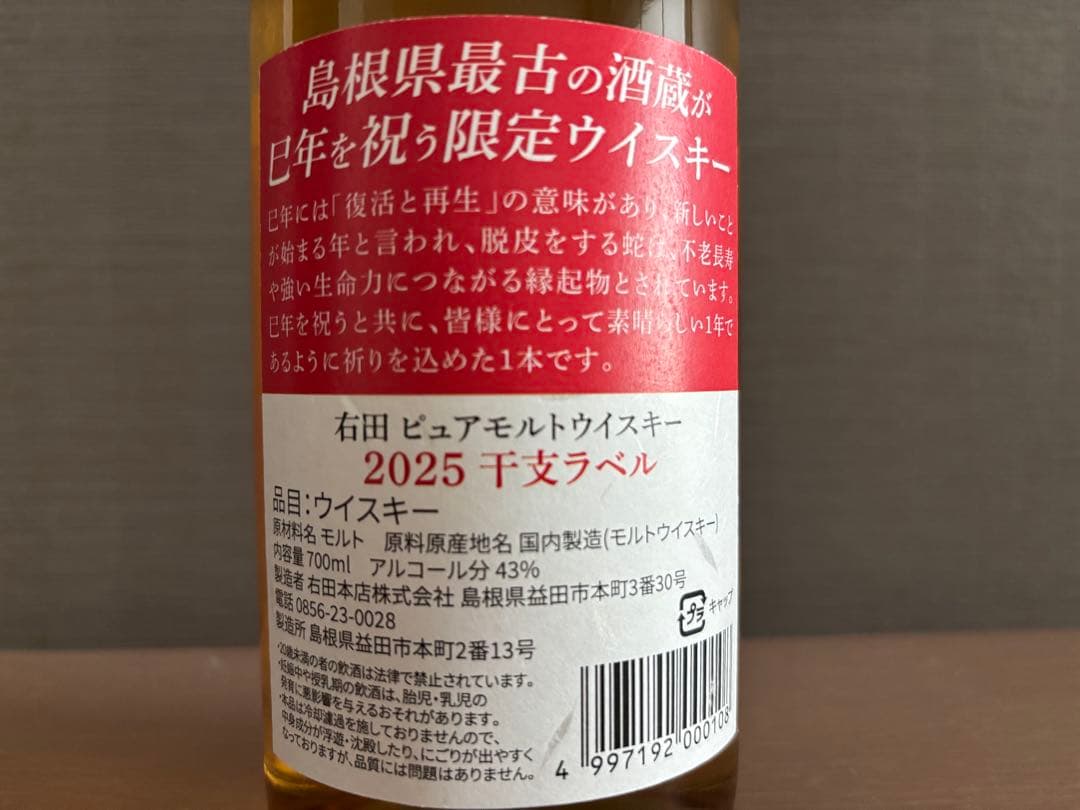 島根県最古の酒蔵が
巳年を祝う限定ウイスキー
巳年には「復活と再生」の意味があり、新しいこと
が始まる年と言われ、脱皮をする蛇は、不老長寿
や強い生命力につながる縁起物とされています。
巳年を祝うと共に、皆様にとって素晴らしい1年で
あるように祈りを込めた1本です。
右田 ピュアモルトウイスキー
2025 干支ラベル
品目：ウイスキー
原材料名 モルト 原料原産地名 国内製造(モルトウイスキー)
内容量 700ml アルコール分 43%
製造者 右田本店株式会社 島根県益田市本町3番30号
電話 0856-23-0028
製造所 島根県益田市本町2番13号
プラ キャップ
・20歳未満の者の飲酒は法律で禁止されています。
・妊娠中や授乳期の飲酒は、胎児・乳児の
発育に悪影響を与えるおそれがあります。
・本品は冷却濾過を施しておりませんので、
中身成分が浮遊・沈殿したり、にごりが出やすく
なっておりますが、品質には問題はありません。
4 997192 000108